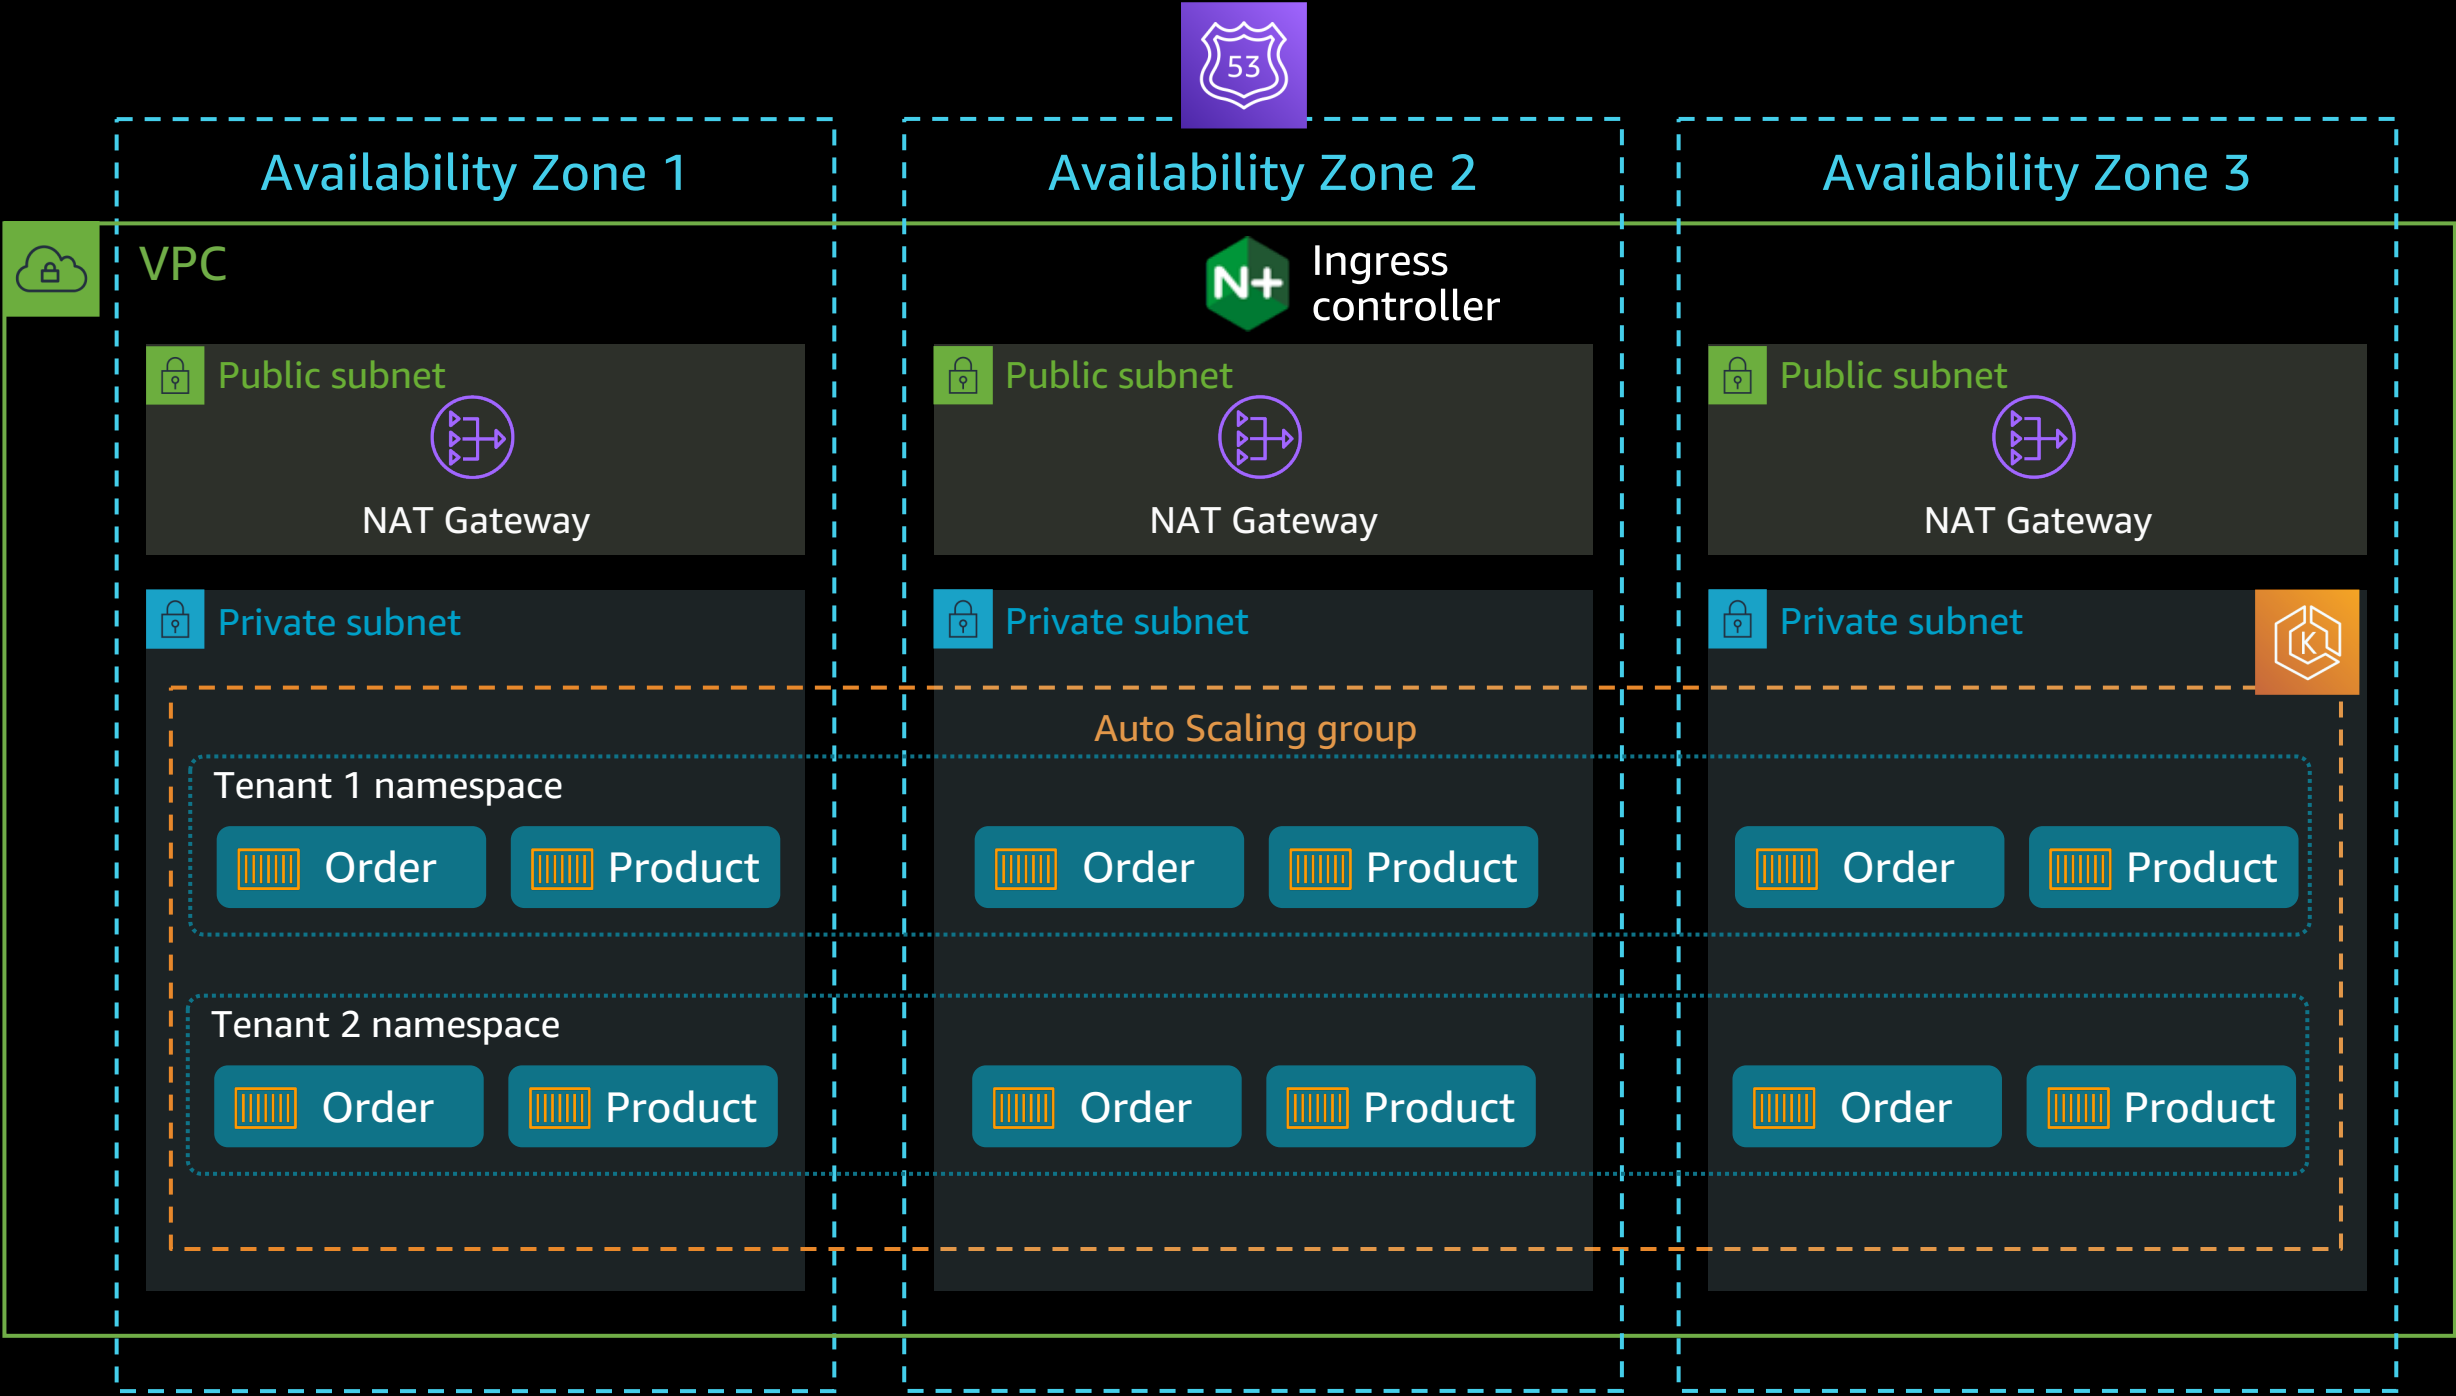 53
Availability Zone 1
Availability Zone 2
Availability Zone 3
VPC
N+
Ingress
controller
Public subnet
Public subnet
Public subnet
NAT Gateway
NAT Gateway
NAT Gateway
Private subnet
Private subnet
Private subnet
K
Auto Scaling group
Tenant 1 namespace
Order
Product
Order
Product
Order
Product
Tenant 2 namespace
Order
Product
Order
Product
Order
Product